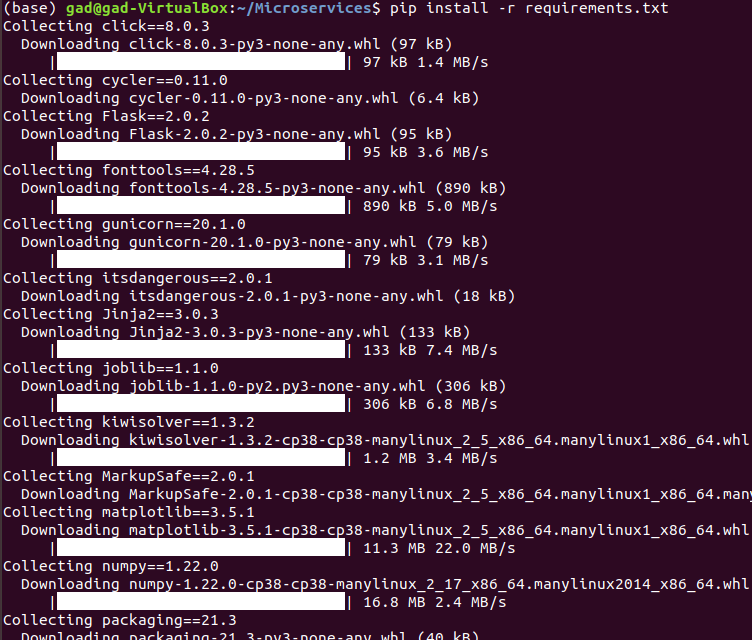 (base) gad@gad-VirtualBox:~/Microservices$ pip install -r requirements.txt
Collecting click==8.0.3
  Downloading click-8.0.3-py3-none-any.whl (97 kB)
     |                                | 97 kB 1.4 MB/s
Collecting cycler==0.11.0
  Downloading cycler-0.11.0-py3-none-any.whl (6.4 kB)
Collecting Flask==2.0.2
  Downloading Flask-2.0.2-py3-none-any.whl (95 kB)
     |                                | 95 kB 3.6 MB/s
Collecting fonttools==4.28.5
  Downloading fonttools-4.28.5-py3-none-any.whl (890 kB)
     |                                | 890 kB 5.0 MB/s
Collecting gunicorn==20.1.0
  Downloading gunicorn-20.1.0-py3-none-any.whl (79 kB)
     |                                | 79 kB 3.1 MB/s
Collecting itsdangerous==2.0.1
  Downloading itsdangerous-2.0.1-py3-none-any.whl (18 kB)
Collecting Jinja2==3.0.3
  Downloading Jinja2-3.0.3-py3-none-any.whl (133 kB)
     |                                | 133 kB 7.4 MB/s
Collecting joblib==1.1.0
  Downloading joblib-1.1.0-py2.py3-none-any.whl (306 kB)
     |                                | 306 kB 6.8 MB/s
Collecting kiwisolver==1.3.2
  Downloading kiwisolver-1.3.2-cp38-cp38-manylinux_2_5_x86_64.manylinux1_x86_64.whl
     |                                | 1.2 MB 3.4 MB/s
Collecting MarkupSafe==2.0.1
  Downloading MarkupSafe-2.0.1-cp38-cp38-manylinux_2_5_x86_64.manylinux1_x86_64.many
Collecting matplotlib==3.5.1
  Downloading matplotlib-3.5.1-cp38-cp38-manylinux_2_5_x86_64.manylinux1_x86_64.whl
     |                                | 11.3 MB 22.0 MB/s
Collecting numpy==1.22.0
  Downloading numpy-1.22.0-cp38-cp38-manylinux_2_17_x86_64.manylinux2014_x86_64.whl
     |                                | 16.8 MB 2.4 MB/s
Collecting packaging==21.3
  Downloading packaging-21.3-py3-none-any.whl (40 kB)